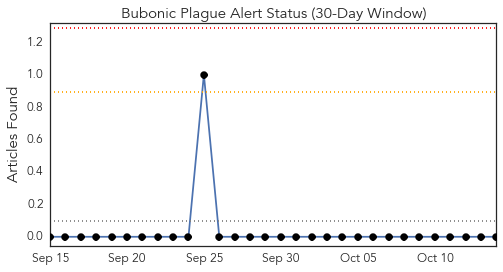 Bubonic Plague Alert Status (30-Day Window)
Articles Found
1.2
1.0
0.8
0.6
0.4
0.2
0.0
Sep 15 Sep 20 Sep 25 Sep 30 Oct 05 Oct 10